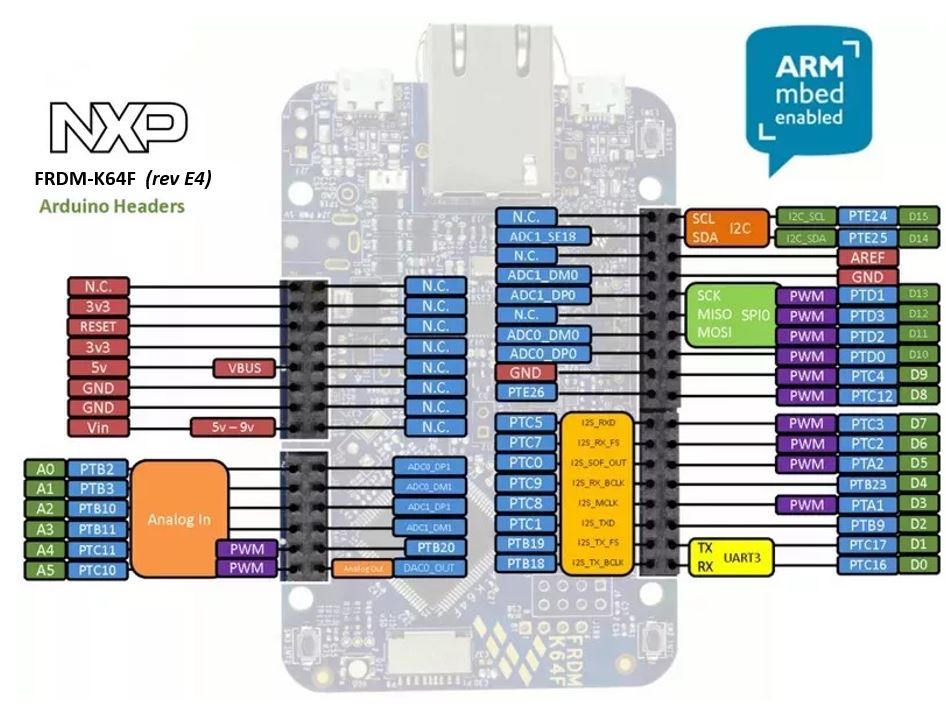 NXP
FRDM-K64F (rev E4)
Arduino Headers
ARM
mbed
enabled
N.C. SCL I2C I2C_SCL PTE24 D15
ADC1_SE18 SDA I2C_SDA PTE25 D14
N.C. AREF
ADC1_DM0 GND
N.C. N.C. ADC1_DP0 SCK PWM PTD1 D13
3v3 N.C. N.C. MISO SPI0 PWM PTD3 D12
RESET N.C. ADC0_DM0 MOSI PWM PTD2 D11
3v3 N.C. ADC0_DP0 PWM PTD0 D10
5v VBUS N.C. GND PWM PTC4 D9
GND N.C. PTE26 PWM PTC12 D8
GND N.C.
Vin 5v – 9v N.C. PTC5 I2S_RXD PWM PTC3 D7
PTC7 I2S_RX_FS PWM PTC2 D6
A0 PTB2 ADC0_DP1 PTC0 I2S_SOF_OUT PWM PTA2 D5
A1 PTB3 ADC0_DM1 PTC9 I2S_RX_BCLK PTB23 D4
A2 PTB10 Analog In ADC1_DP1 PTC8 I2S_MCLK PWM PTA1 D3
A3 PTB11 ADC1_DM1 PTC1 I2S_TXD PTB9 D2
A4 PTC11 PWM PTB20 PTB19 I2S_TX_FS TX UART3 PTC17 D1
A5 PTC10 PWM Analog Out DAC0_OUT PTB18 I2S_TX_BCLK RX PTC16 D0
FRDM
K64F